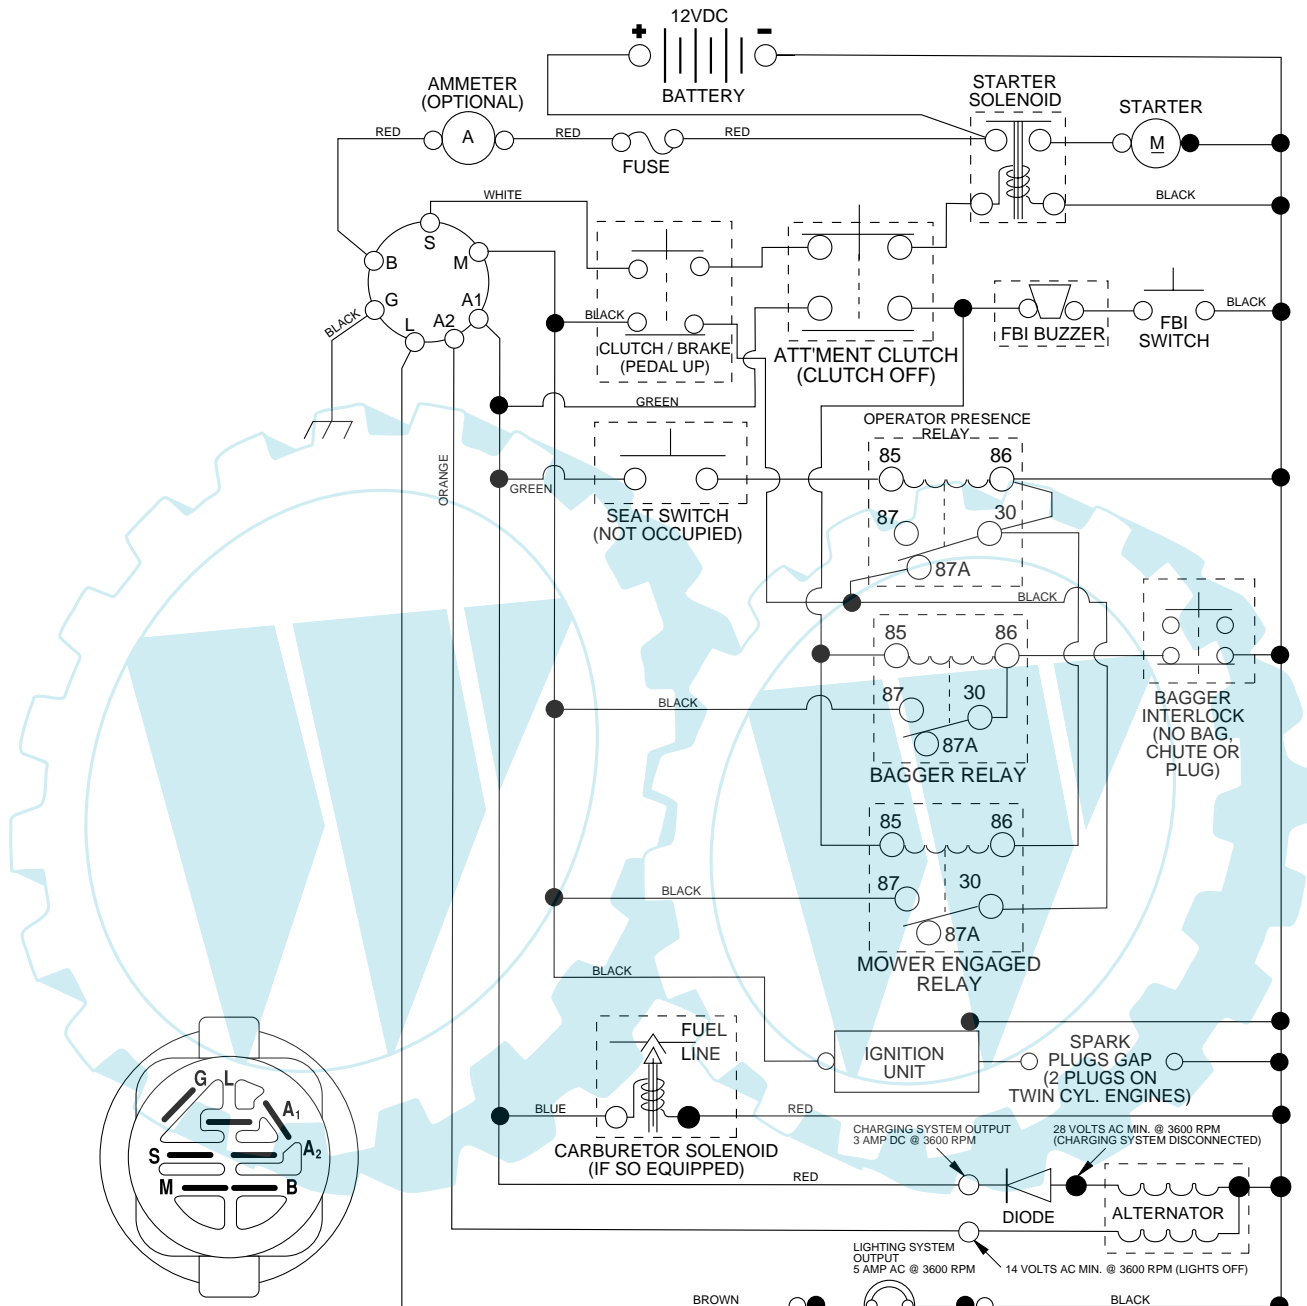 12VDC
+
-
BATTERY
AMMETER
(OPTIONAL)
STARTER
SOLENOID
STARTER
RED
A
RED
FUSE
RED
M
WHITE
BLACK
S
B
M
G
A1
L
A2
BLACK
BLACK
CLUTCH / BRAKE
(PEDAL UP)
ATT'MENT CLUTCH
(CLUTCH OFF)
FBI BUZZER
FBI
SWITCH
BLACK
GREEN
OPERATOR PRESENCE
RELAY
85
86
ORANGE
GREEN
SEAT SWITCH
(NOT OCCUPIED)
87
30
87A
BLACK
85
86
87
30
BLACK
87A
BAGGER RELAY
BAGGER
INTERLOCK
(NO BAG,
CHUTE OR
PLUG)
85
86
87
30
BLACK
87A
MOWER ENGAGED
RELAY
BLACK
FUEL
LINE
IGNITION
UNIT
SPARK
PLUGS GAP
(2 PLUGS ON
TWIN CYL. ENGINES)
BLUE
RED
CARBURETOR SOLENOID
(IF SO EQUIPPED)
CHARGING SYSTEM OUTPUT
3 AMP DC @ 3600 RPM
28 VOLTS AC MIN. @ 3600 RPM
(CHARGING SYSTEM DISCONNECTED)
RED
DIODE
ALTERNATOR
G
L
A1
A2
S
M
B
LIGHTING SYSTEM
OUTPUT
5 AMP AC @ 3600 RPM
14 VOLTS AC MIN. @ 3600 RPM (LIGHTS OFF)
BROWN
BLACK